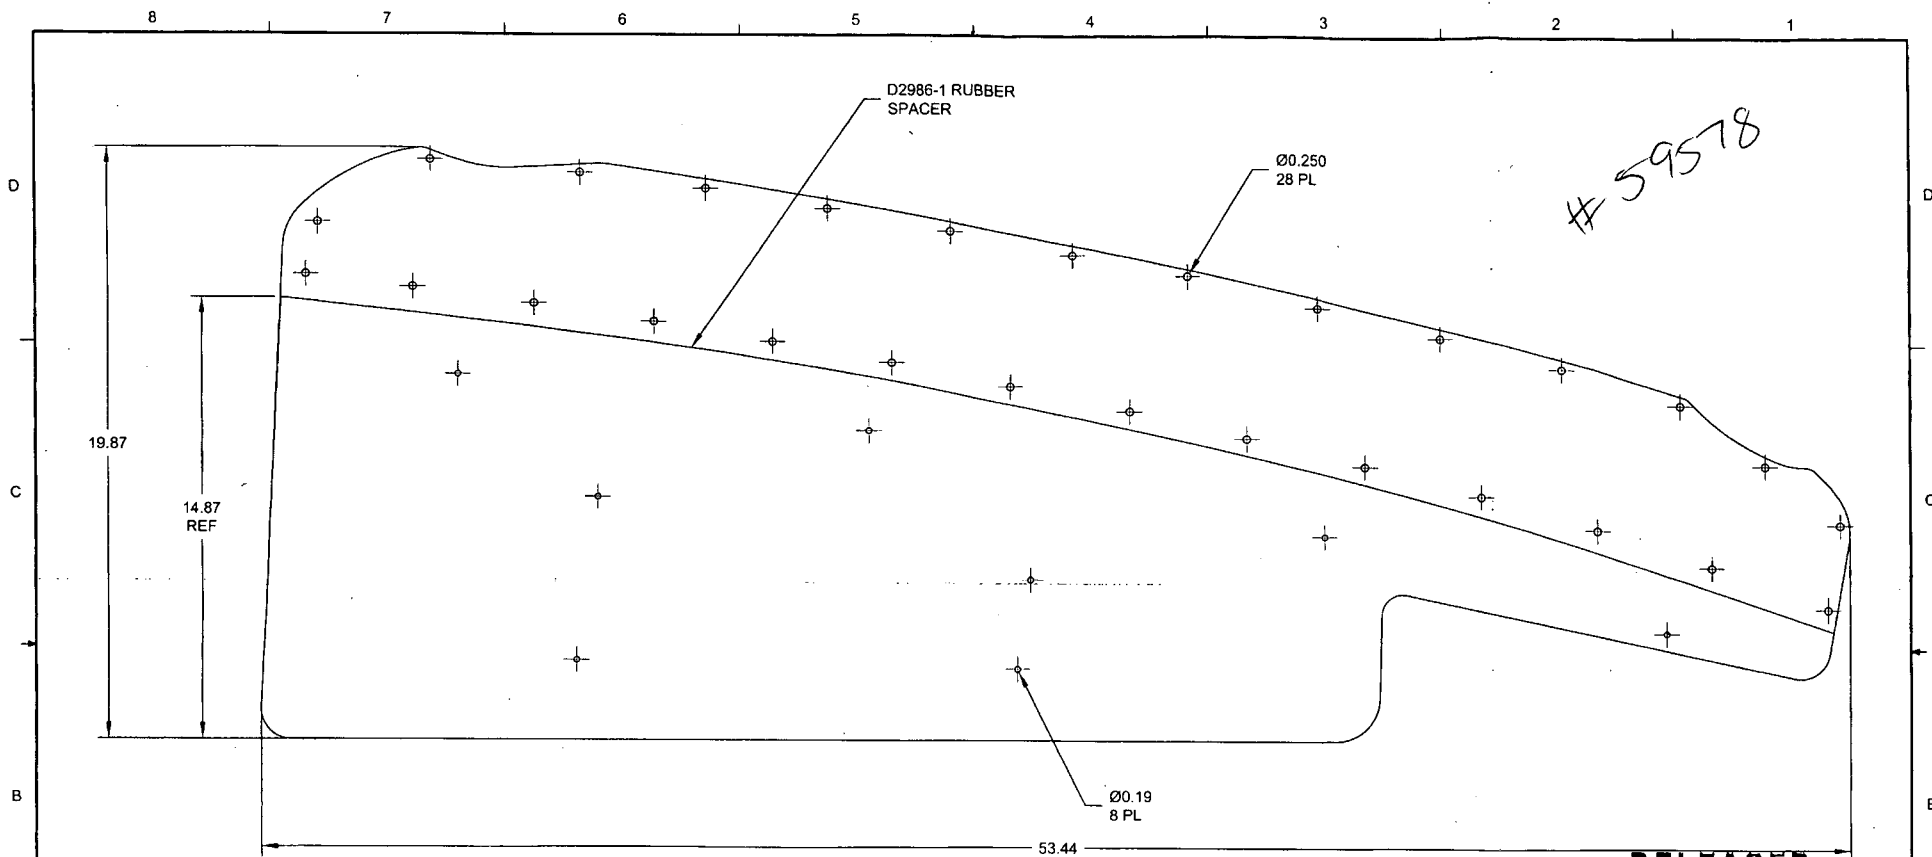 8 7 6 5 4 3 2 1
D2986-1 RUBBER
SPACER
# 59578
Ø0.250
28 PL
D D
19.87
14.87
REF
C C
Ø0.19
8 PL
B
53.44